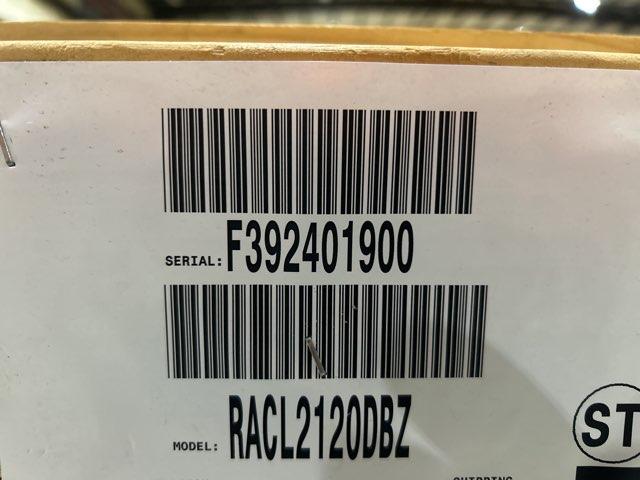 SERIAL: F392401900
MODEL: RACL2120DBZ
ST